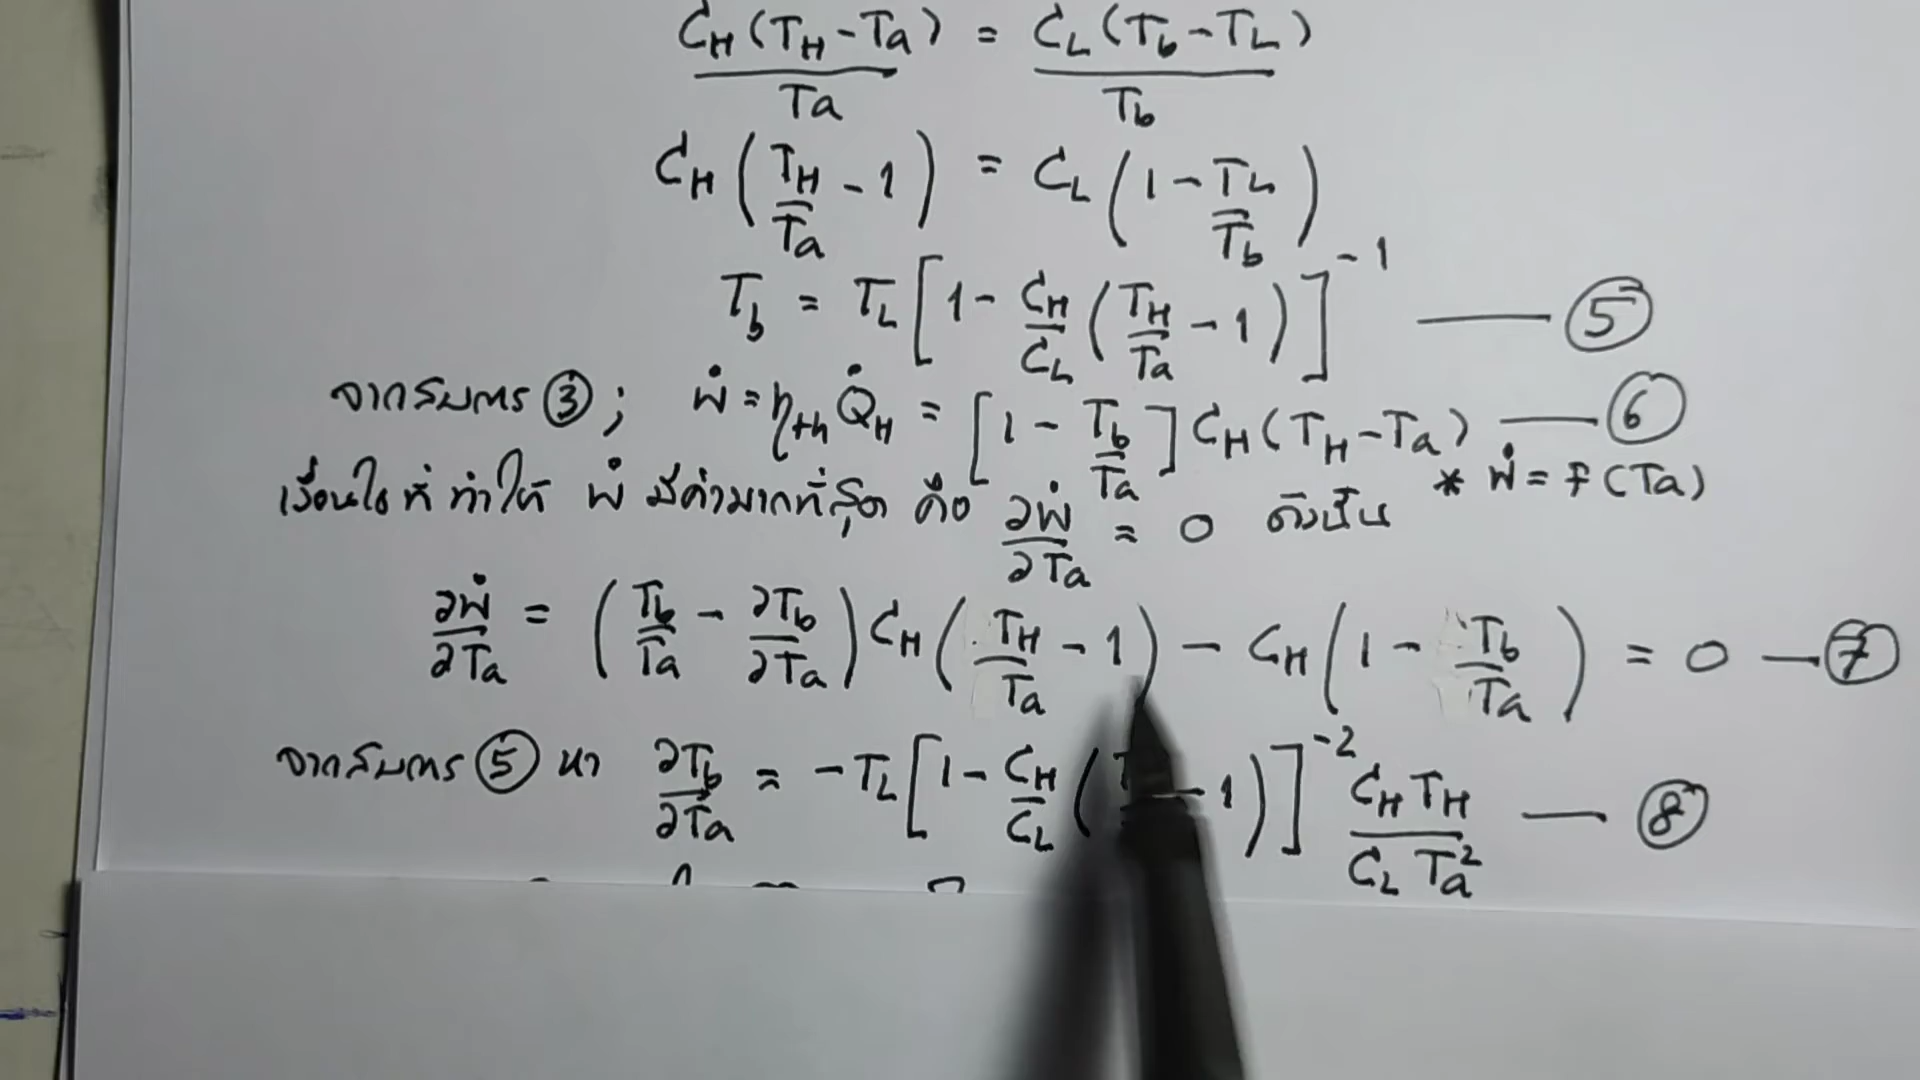 C_H(T_H-Ta)/Ta = C_L(T_b-T_L)/T_b
C_H(T_H/Ta - 1) = C_L(1 - T_L/T_b)
T_b = T_L[1 - C_H/C_L(T_H/Ta - 1)]^-1 —— ⑤
จากสมการ ③ ; Ẇ = η_th Q̇_H = [1 - T_b/Ta] C_H(T_H-Ta) —— ⑥
เงื่อนไขที่ทำให้ Ẇ มีค่ามากที่สุด คือ ∂Ẇ/∂Ta = 0 ดังนั้น * Ẇ = f(Ta)
∂Ẇ/∂Ta = (T_b/Ta - ∂T_b/∂Ta) C_H(T_H/Ta - 1) - C_H(1 - T_b/Ta) = 0 —— ⑦
จากสมการ ⑤ หา ∂T_b/∂Ta = -T_L[1 - C_H/C_L( - 1)]^-2 C_H T_H/C_L Ta² —— ⑧